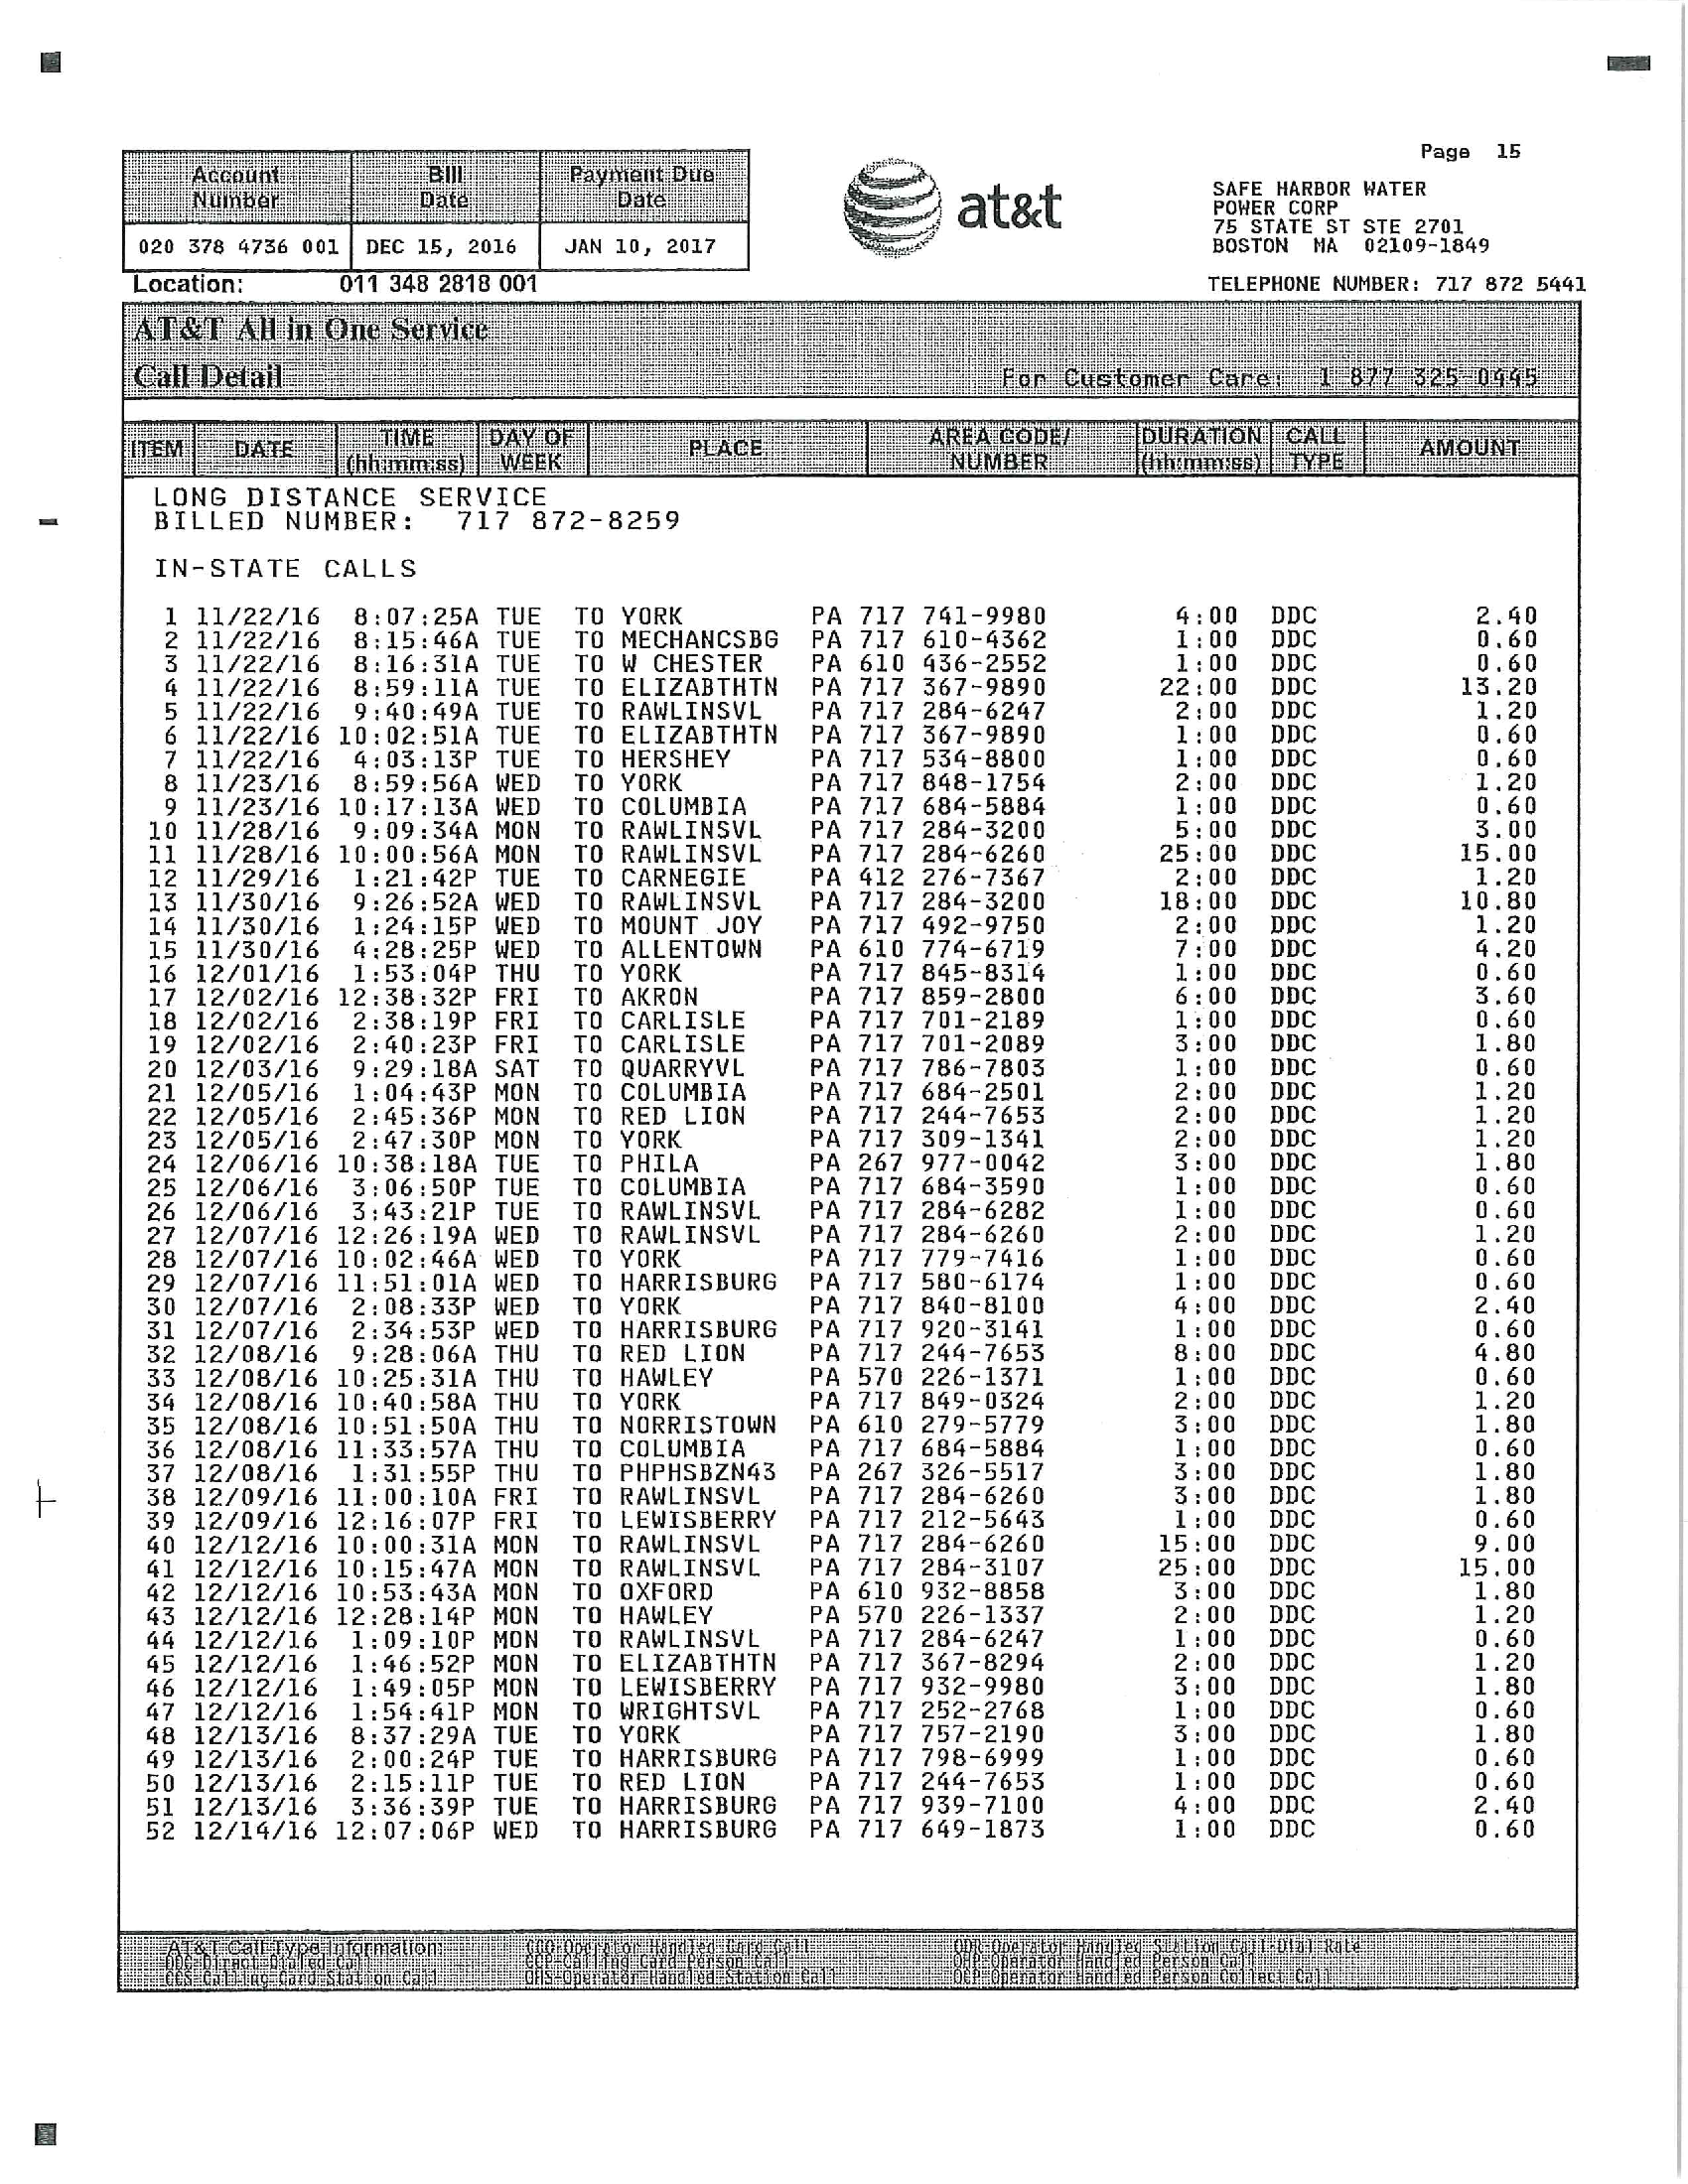 Page 15
Account Number
Bill Date
Payment Due Date
020 378 4736 001 DEC 15, 2016 JAN 10, 2017
at&t
SAFE HARBOR WATER
POWER CORP
75 STATE ST STE 2701
BOSTON MA 02109-1849
Location: 011 348 2818 001
TELEPHONE NUMBER: 717 872 5441
AT&T All in One Service
Call Detail
For Customer Care: 1 877 325-0445
ITEM DATE TIME (hh:mm:ss) DAY OF WEEK PLACE AREA CODE/ NUMBER DURATION (hh:mm:ss) CALL TYPE AMOUNT
LONG DISTANCE SERVICE
BILLED NUMBER: 717 872-8259
IN-STATE CALLS
1 11/22/16 8:07:25A TUE TO YORK PA 717 741-9980 4:00 DDC 2.40
2 11/22/16 8:15:46A TUE TO MECHANCSBG PA 717 610-4362 1:00 DDC 0.60
3 11/22/16 8:16:31A TUE TO W CHESTER PA 610 436-2552 1:00 DDC 0.60
4 11/22/16 8:59:11A TUE TO ELIZABTHTN PA 717 367-9890 22:00 DDC 13.20
5 11/22/16 9:40:49A TUE TO RAWLINSVL PA 717 284-6247 2:00 DDC 1.20
6 11/22/16 10:02:51A TUE TO ELIZABTHTN PA 717 367-9890 1:00 DDC 0.60
7 11/22/16 4:03:13P TUE TO HERSHEY PA 717 534-8800 1:00 DDC 0.60
8 11/23/16 8:59:56A WED TO YORK PA 717 848-1754 2:00 DDC 1.20
9 11/23/16 10:17:13A WED TO COLUMBIA PA 717 684-5884 1:00 DDC 0.60
10 11/28/16 9:09:34A MON TO RAWLINSVL PA 717 284-3200 5:00 DDC 3.00
11 11/28/16 10:00:56A MON TO RAWLINSVL PA 717 284-6260 25:00 DDC 15.00
12 11/29/16 1:21:42P TUE TO CARNEGIE PA 412 276-7367 2:00 DDC 1.20
13 11/30/16 9:26:52A WED TO RAWLINSVL PA 717 284-3200 18:00 DDC 10.80
14 11/30/16 1:24:15P WED TO MOUNT JOY PA 717 492-9750 2:00 DDC 1.20
15 11/30/16 4:28:25P WED TO ALLENTOWN PA 610 774-6719 7:00 DDC 4.20
16 12/01/16 1:53:04P THU TO YORK PA 717 845-8314 1:00 DDC 0.60
17 12/02/16 12:38:32P FRI TO AKRON PA 717 859-2800 6:00 DDC 3.60
18 12/02/16 2:38:19P FRI TO CARLISLE PA 717 701-2189 1:00 DDC 0.60
19 12/02/16 2:40:23P FRI TO CARLISLE PA 717 701-2089 3:00 DDC 1.80
20 12/03/16 9:29:18A SAT TO QUARRYVL PA 717 786-7803 1:00 DDC 0.60
21 12/05/16 1:04:43P MON TO COLUMBIA PA 717 684-2501 2:00 DDC 1.20
22 12/05/16 2:45:36P MON TO RED LION PA 717 244-7653 2:00 DDC 1.20
23 12/05/16 2:47:30P MON TO YORK PA 717 309-1341 2:00 DDC 1.20
24 12/06/16 10:38:18A TUE TO PHILA PA 267 977-0042 3:00 DDC 1.80
25 12/06/16 3:06:50P TUE TO COLUMBIA PA 717 684-3590 1:00 DDC 0.60
26 12/06/16 3:43:21P TUE TO RAWLINSVL PA 717 284-6282 1:00 DDC 0.60
27 12/07/16 12:26:19A WED TO RAWLINSVL PA 717 284-6260 2:00 DDC 1.20
28 12/07/16 10:02:46A WED TO YORK PA 717 779-7416 1:00 DDC 0.60
29 12/07/16 11:51:01A WED TO HARRISBURG PA 717 580-6174 1:00 DDC 0.60
30 12/07/16 2:08:33P WED TO YORK PA 717 840-8100 4:00 DDC 2.40
31 12/07/16 2:34:53P WED TO HARRISBURG PA 717 920-3141 1:00 DDC 0.60
32 12/08/16 9:28:06A THU TO RED LION PA 717 244-7653 8:00 DDC 4.80
33 12/08/16 10:25:31A THU TO HAWLEY PA 570 226-1371 1:00 DDC 0.60
34 12/08/16 10:40:58A THU TO YORK PA 717 849-0324 2:00 DDC 1.20
35 12/08/16 10:51:50A THU TO NORRISTOWN PA 610 279-5779 3:00 DDC 1.80
36 12/08/16 11:33:57A THU TO COLUMBIA PA 717 684-5884 1:00 DDC 0.60
37 12/08/16 1:31:55P THU TO PHPHSBZN43 PA 267 326-5517 3:00 DDC 1.80
38 12/09/16 11:00:10A FRI TO RAWLINSVL PA 717 284-6260 3:00 DDC 1.80
39 12/09/16 12:16:07P FRI TO LEWISBERRY PA 717 212-5643 1:00 DDC 0.60
40 12/12/16 10:00:31A MON TO RAWLINSVL PA 717 284-6260 15:00 DDC 9.00
41 12/12/16 10:15:47A MON TO RAWLINSVL PA 717 284-3107 25:00 DDC 15.00
42 12/12/16 10:53:43A MON TO OXFORD PA 610 932-8858 3:00 DDC 1.80
43 12/12/16 12:28:14P MON TO HAWLEY PA 570 226-1337 2:00 DDC 1.20
44 12/12/16 1:09:10P MON TO RAWLINSVL PA 717 284-6247 1:00 DDC 0.60
45 12/12/16 1:46:52P MON TO ELIZABTHTN PA 717 367-8294 2:00 DDC 1.20
46 12/12/16 1:49:05P MON TO LEWISBERRY PA 717 932-9980 3:00 DDC 1.80
47 12/12/16 1:54:41P MON TO WRIGHTSVL PA 717 252-2768 1:00 DDC 0.60
48 12/13/16 8:37:29A TUE TO YORK PA 717 757-2190 3:00 DDC 1.80
49 12/13/16 2:00:24P TUE TO HARRISBURG PA 717 798-6999 1:00 DDC 0.60
50 12/13/16 2:15:11P TUE TO RED LION PA 717 244-7653 1:00 DDC 0.60
51 12/13/16 3:36:39P TUE TO HARRISBURG PA 717 939-7100 4:00 DDC 2.40
52 12/14/16 12:07:06P WED TO HARRISBURG PA 717 649-1873 1:00 DDC 0.60
AT&T Call Type Information: CCO-Operator Handled Card Call ODR-Operator Handled Station Call-Dial Rate
DDC-Direct Dialed Call CCP-Calling Card Person Call OHP-Operator Handled Person Call
CCS-Calling Card Station Call OHS-Operator Handled Station Call OCP-Operator Handled Person Collect Call